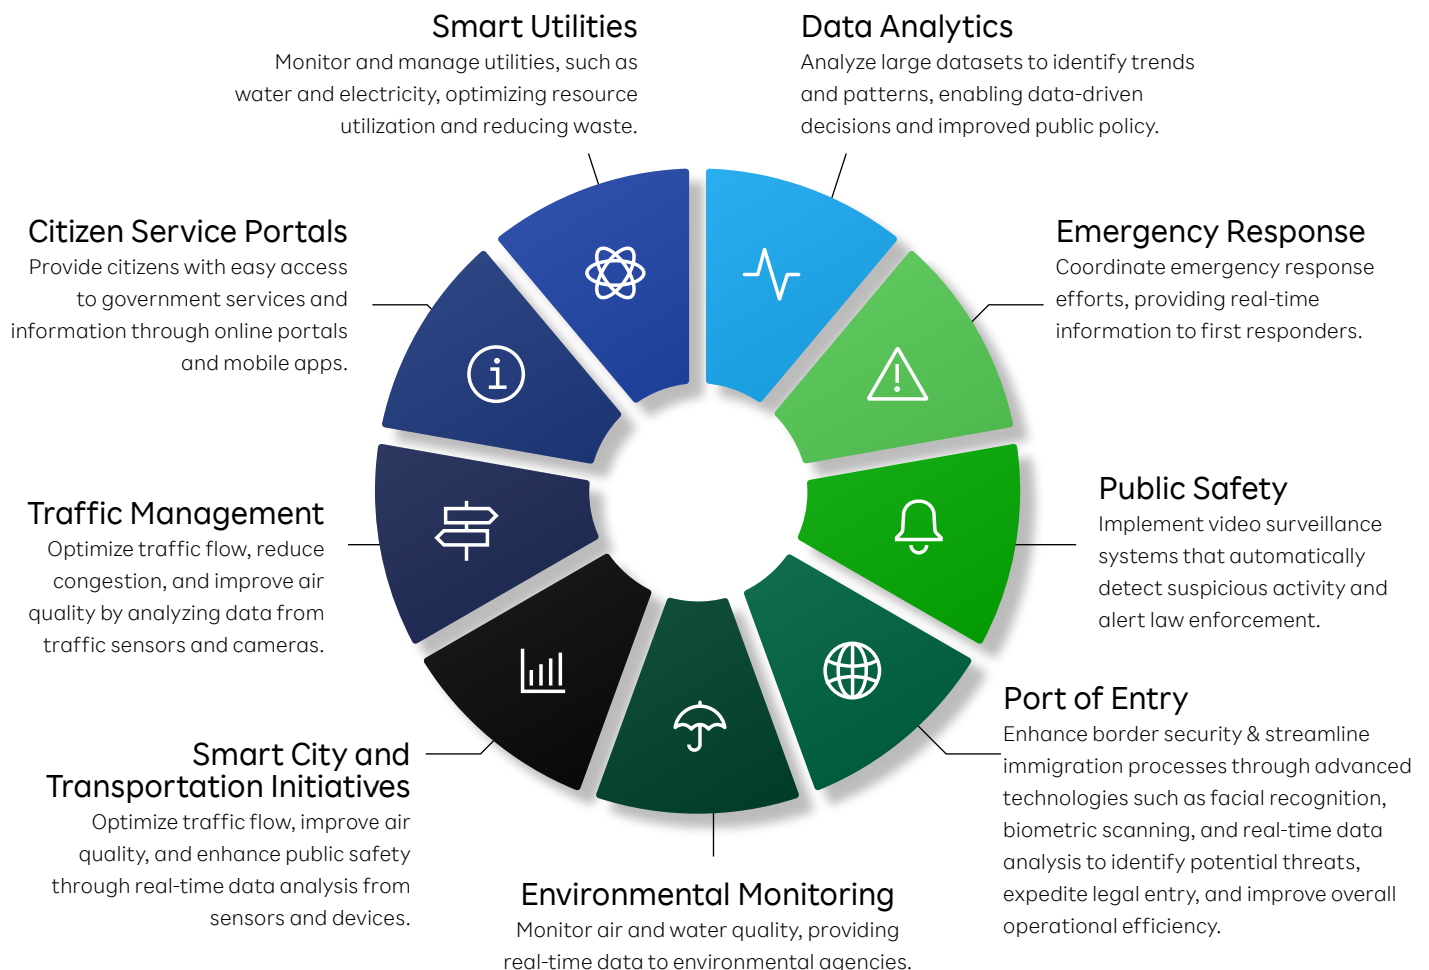 Smart Utilities
Monitor and manage utilities, such as
water and electricity, optimizing resource
utilization and reducing waste.
Data Analytics
Analyze large datasets to identify trends
and patterns, enabling data-driven
decisions and improved public policy.
Citizen Service Portals
Provide citizens with easy access
to government services and
information through online portals
and mobile apps.
Emergency Response
Coordinate emergency response
efforts, providing real-time
information to first responders.
Traffic Management
Optimize traffic flow, reduce
congestion, and improve air
quality by analyzing data from
traffic sensors and cameras.
Public Safety
Implement video surveillance
systems that automatically
detect suspicious activity and
alert law enforcement.
Smart City and
Transportation Initiatives
Optimize traffic flow, improve air
quality, and enhance public safety
through real-time data analysis from
sensors and devices.
Port of Entry
Enhance border security & streamline
immigration processes through advanced
technologies such as facial recognition,
biometric scanning, and real-time data
analysis to identify potential threats,
expedite legal entry, and improve overall
operational efficiency.
Environmental Monitoring
Monitor air and water quality, providing
real-time data to environmental agencies.